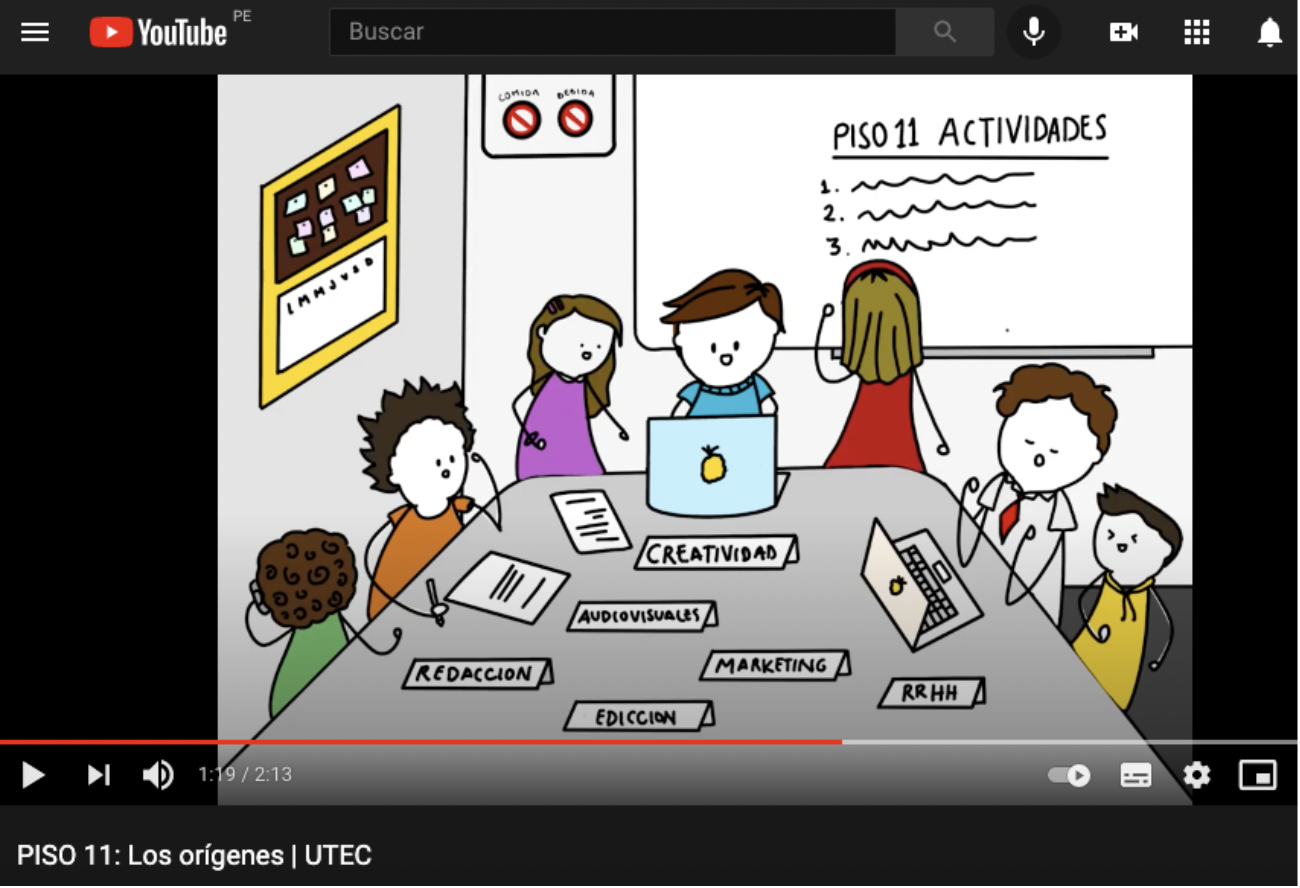 YouTube PE
Buscar
COMIDA BEBIDA
PISO 11 ACTIVIDADES
1.
2.
3.
L M M J V S D
CREATIVIDAD
AUDIOVISUALES
REDACCION
MARKETING
RRHH
EDICCION
1:19 / 2:13
PISO 11: Los orígenes | UTEC